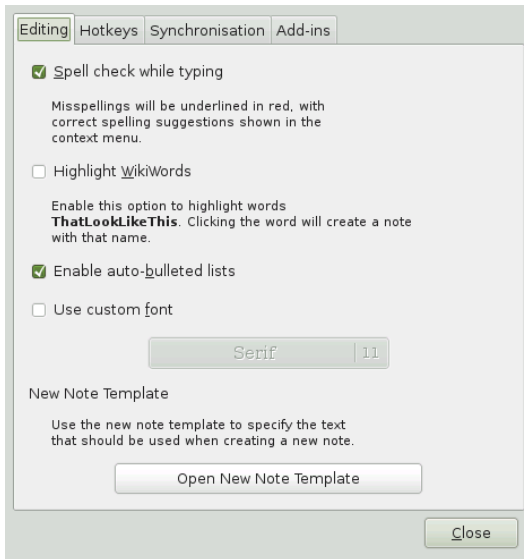 Editing Hotkeys Synchronisation Add-ins
Spell check while typing
Misspellings will be underlined in red, with
correct spelling suggestions shown in the
context menu.
Highlight WikiWords
Enable this option to highlight words
ThatLookLikeThis. Clicking the word will create a note
with that name.
Enable auto-bulleted lists
Use custom font
Serif 11
New Note Template
Use the new note template to specify the text
that should be used when creating a new note.
Open New Note Template
Close